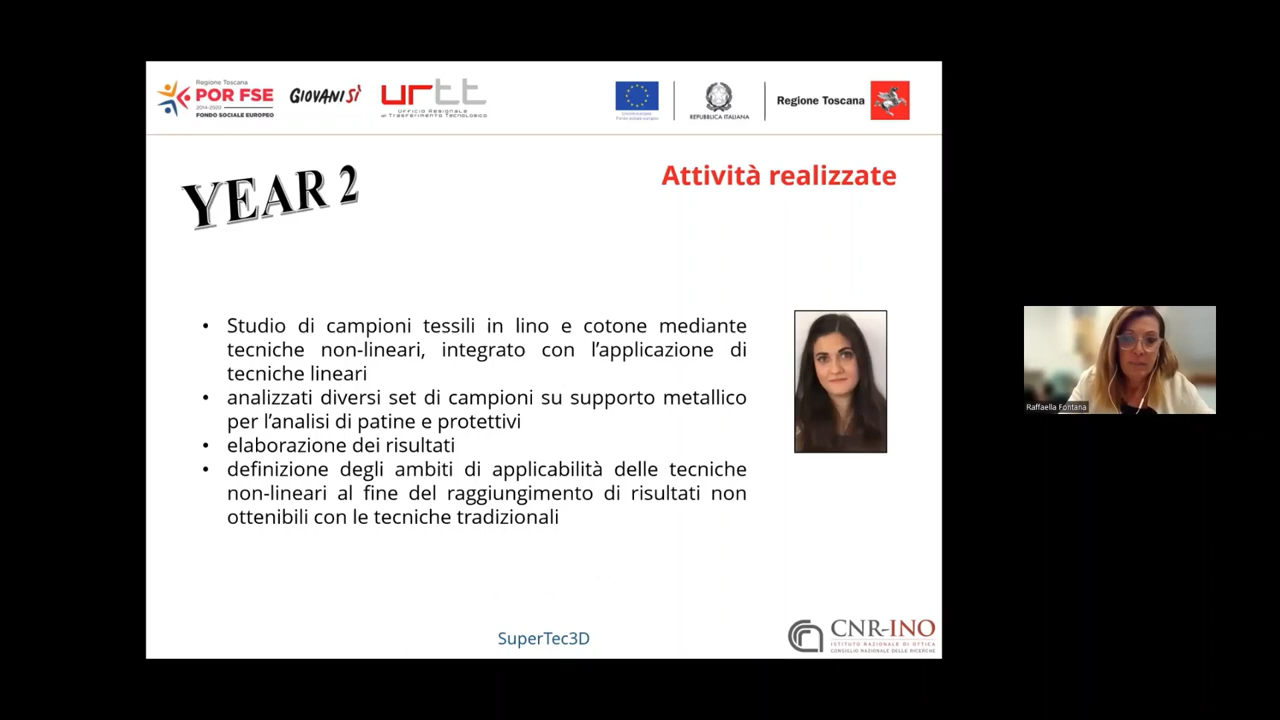 Regione Toscana
POR FSE
2014-2020
FONDO SOCIALE EUROPEO
GIOVANISÌ
urtt
Ufficio Regionale
di Trasferimento Tecnologico
Unione europea
Fondo sociale europeo
REPUBBLICA ITALIANA
Regione Toscana
YEAR 2
Attività realizzate
• Studio di campioni tessili in lino e cotone mediante
tecniche non-lineari, integrato con l’applicazione di
tecniche lineari
• analizzati diversi set di campioni su supporto metallico
per l’analisi di patine e protettivi
• elaborazione dei risultati
• definizione degli ambiti di applicabilità delle tecniche
non-lineari al fine del raggiungimento di risultati non
ottenibili con le tecniche tradizionali
Raffaella Fontana
SuperTec3D
CNR-INO
ISTITUTO NAZIONALE DI OTTICA
CONSIGLIO NAZIONALE DELLE RICERCHE